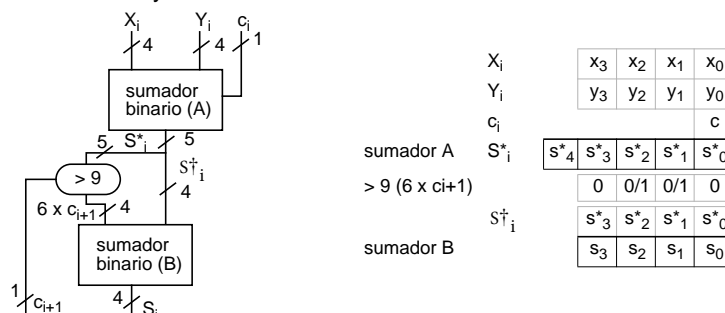 Xi Yi ci
4 4 1
sumador
binario (A)
5 S*i 5
> 9
S†i
4
6 x ci+1 4
sumador
binario (B)
1 ci+1
4 Si
Xi x3 x2 x1 x0
Yi y3 y2 y1 y0
ci c
sumador A S*i s*4 s*3 s*2 s*1 s*0
> 9 (6 x ci+1) 0 0/1 0/1 0
S†i s*3 s*2 s*1 s*0
sumador B s3 s2 s1 s0